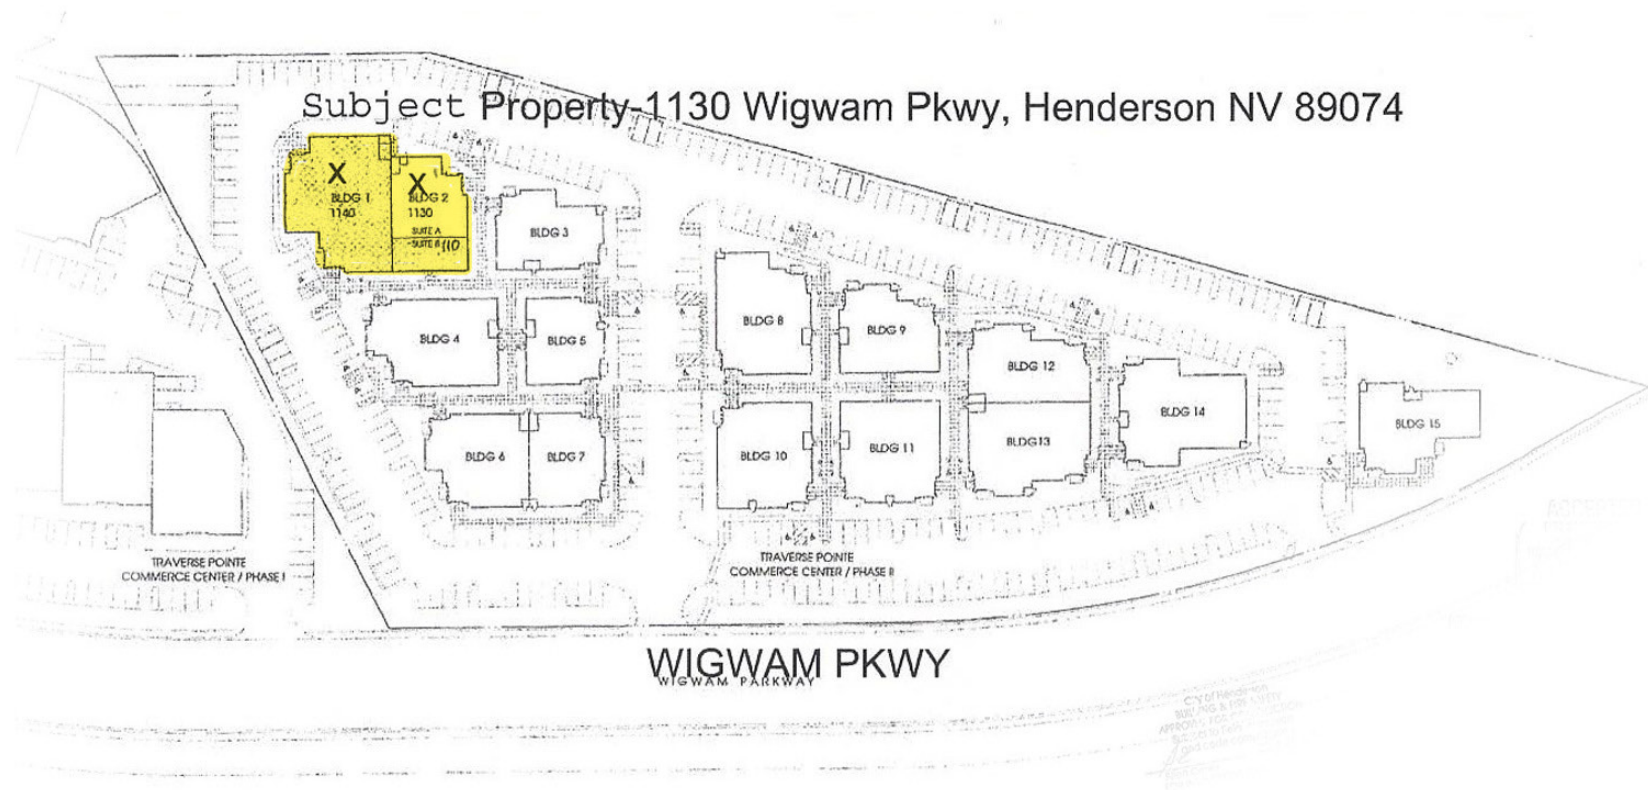 Subject Property-1130 Wigwam Pkwy, Henderson NV 89074
X
BLDG 1
1140
X
BLDG 2
1130
SUITE A
SUITE B 110
BLDG 3
BLDG 4
BLDG 5
BLDG 6
BLDG 7
BLDG 8
BLDG 9
BLDG 10
BLDG 11
BLDG 12
BLDG13
BLDG 14
BLDG 15
TRAVERSE POINTE
COMMERCE CENTER / PHASE I
TRAVERSE POINTE
COMMERCE CENTER / PHASE II
WIGWAM PKWY
WIGWAM PARKWAY
City of Henderson